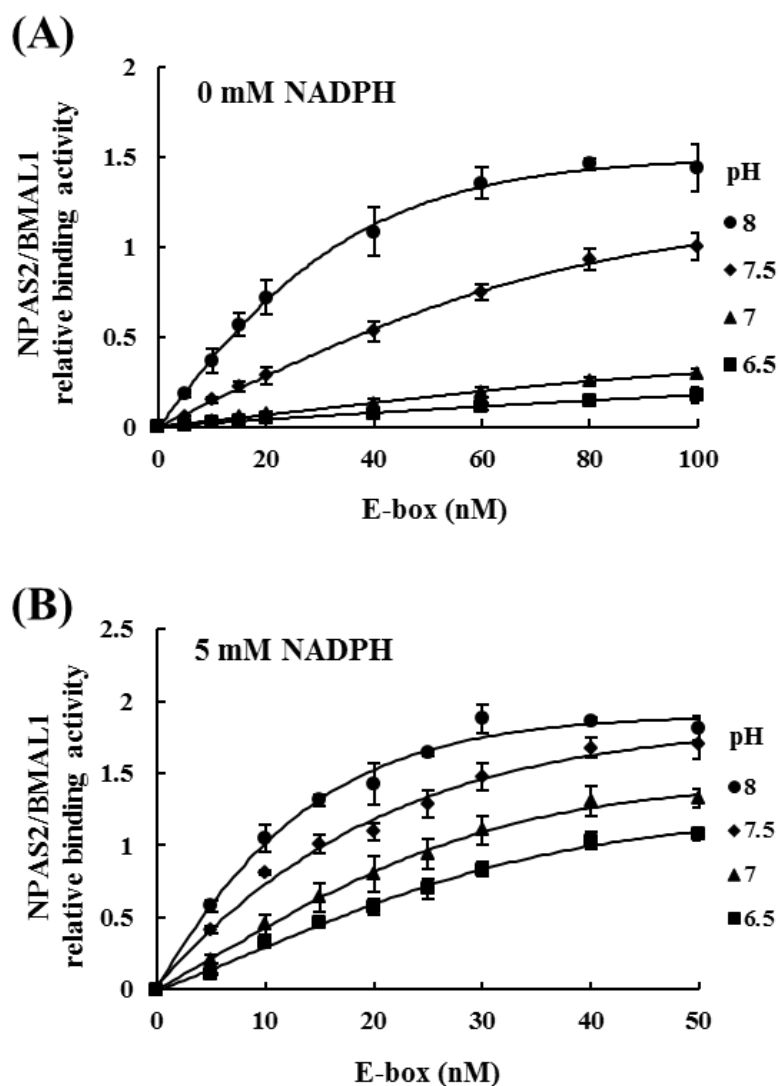 (A)
0 mM NADPH
NPAS2/BMAL1
relative binding activity
2
1.5
1
0.5
0
0 20 40 60 80 100
E-box (nM)
pH
8
7.5
7
6.5
(B)
5 mM NADPH
NPAS2/BMAL1
relative binding activity
2.5
2
1.5
1
0.5
0
0 10 20 30 40 50
E-box (nM)
pH
8
7.5
7
6.5